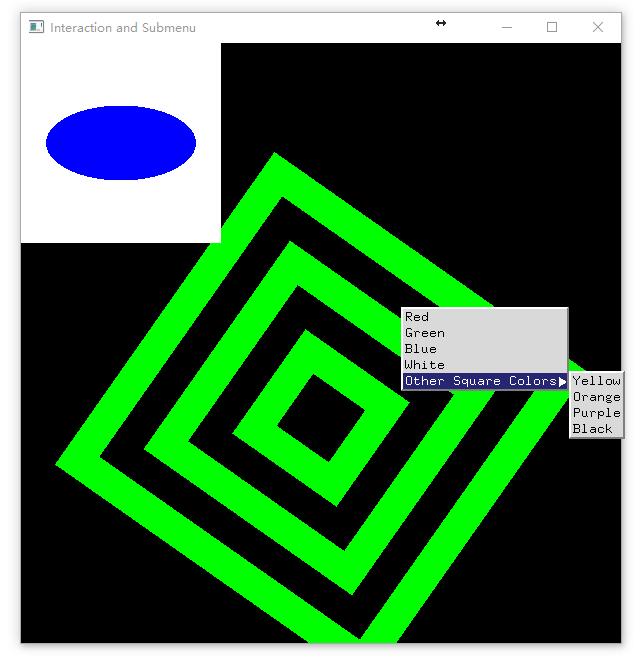 Interaction and Submenu
Red
Green
Blue
White
Other Square Colors
Yellow
Orange
Purple
Black